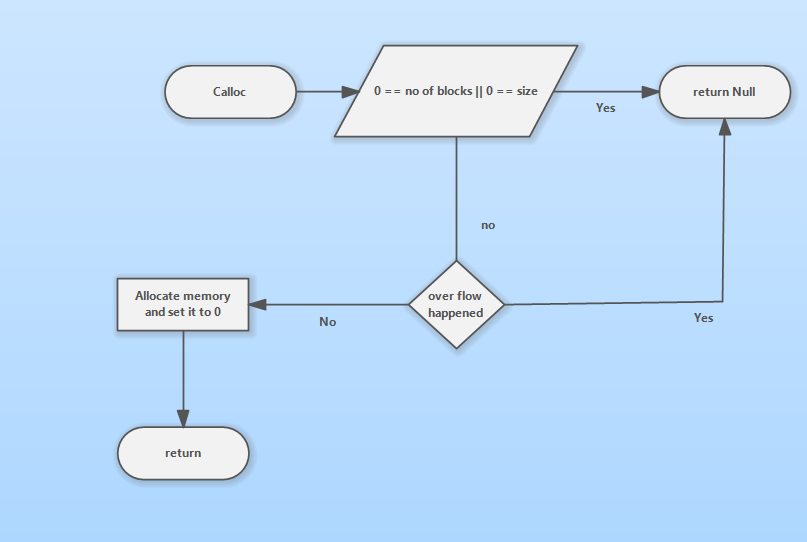 Calloc
0 == no of blocks || 0 == size
Yes
return Null
no
Allocate memory
and set it to 0
No
over flow
happened
Yes
return